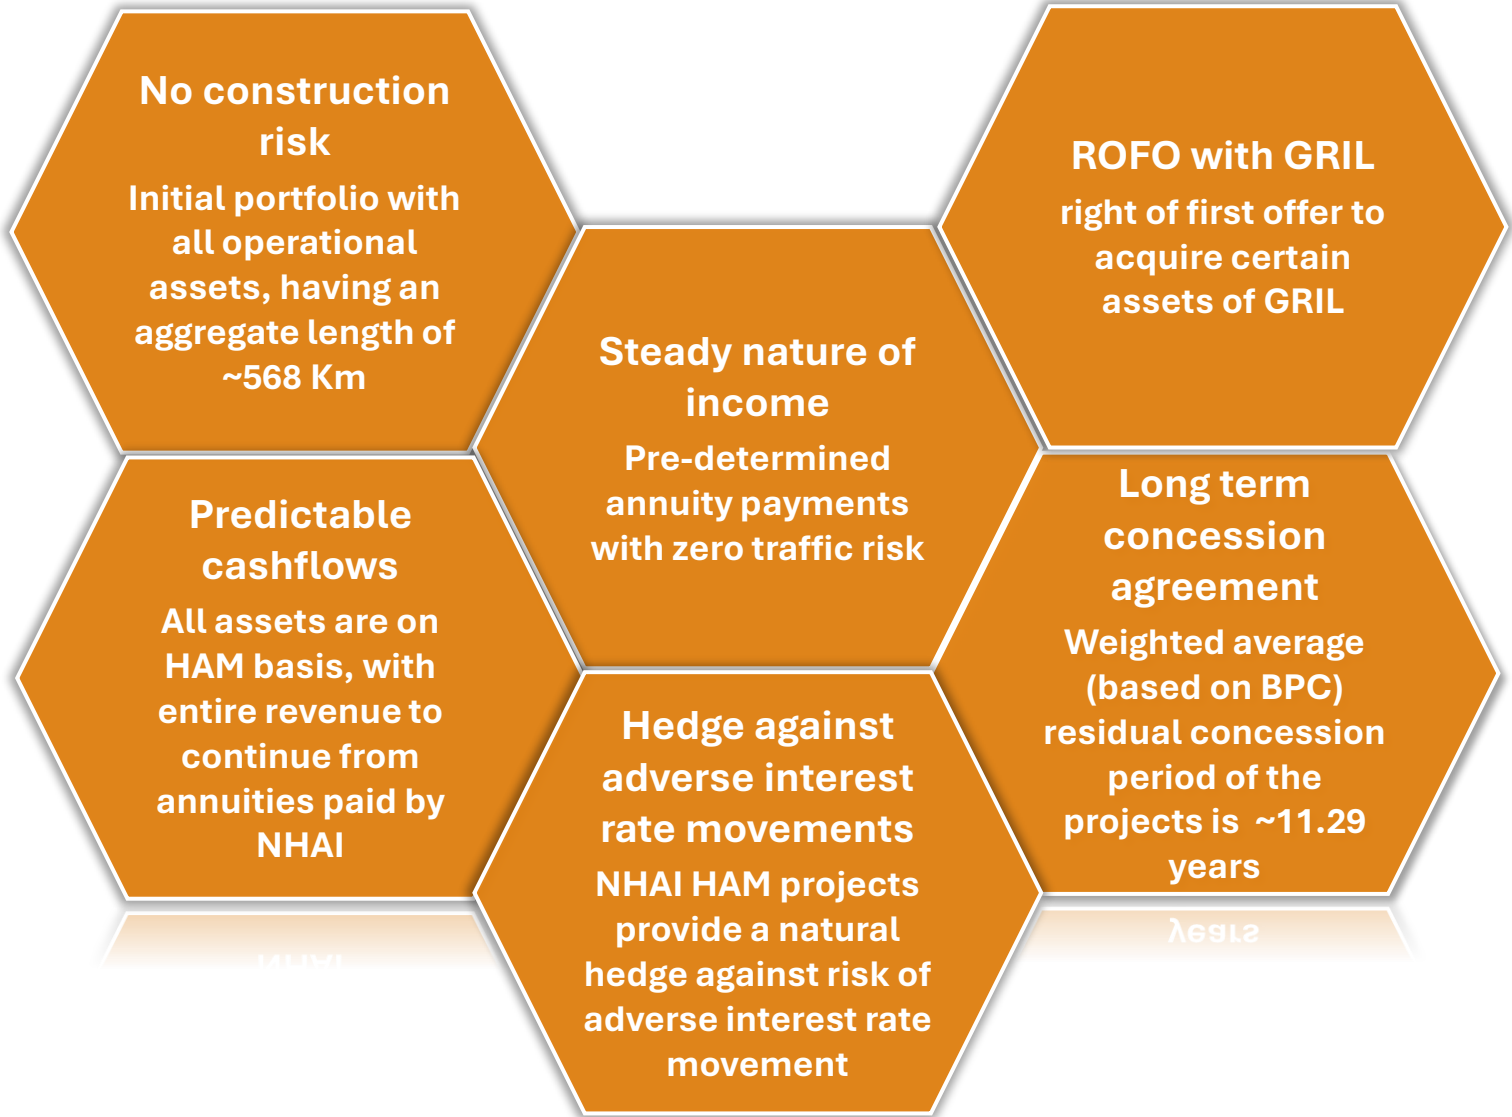 No construction
risk
Initial portfolio with
all operational
assets, having an
aggregate length of
~568 Km
ROFO with GRIL
right of first offer to
acquire certain
assets of GRIL
Steady nature of
income
Pre-determined
annuity payments
with zero traffic risk
Predictable
cashflows
All assets are on
HAM basis, with
entire revenue to
continue from
annuities paid by
NHAI
Long term
concession
agreement
Weighted average
(based on BPC)
residual concession
period of the
projects is ~11.29
years
Hedge against
adverse interest
rate movements
NHAI HAM projects
provide a natural
hedge against risk of
adverse interest rate
movement